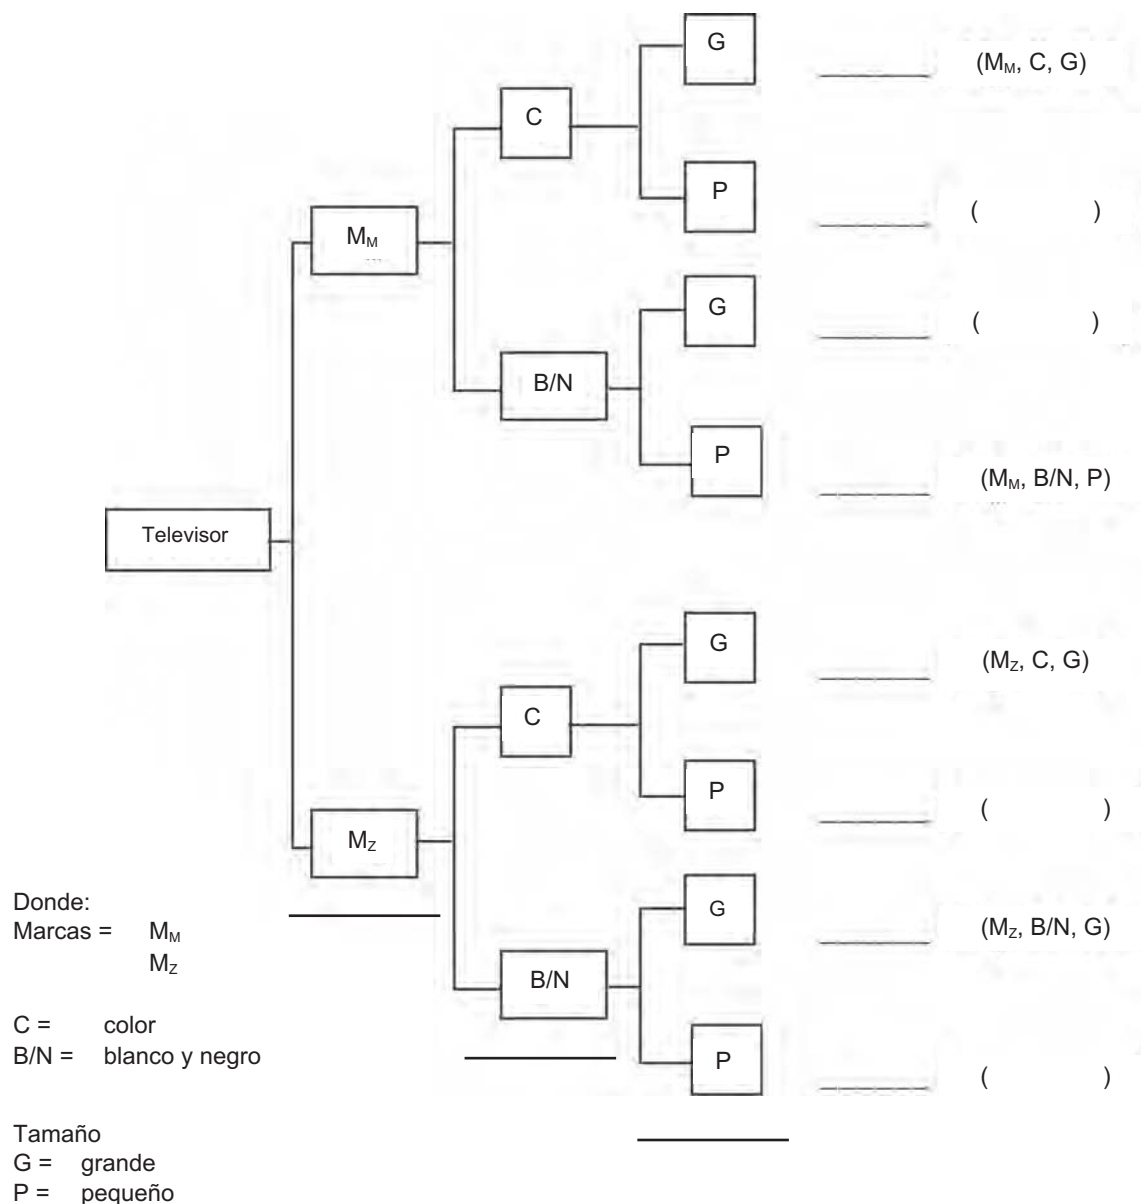 G
(M_M, C, G)
C
P
( )
M_M
G
( )
B/N
P
(M_M, B/N, P)
Televisor
G
(M_Z, C, G)
C
P
( )
M_Z
G
(M_Z, B/N, G)
B/N
P
( )
Donde:
Marcas = M_M
M_Z
C = color
B/N = blanco y negro
Tamaño
G = grande
P = pequeño